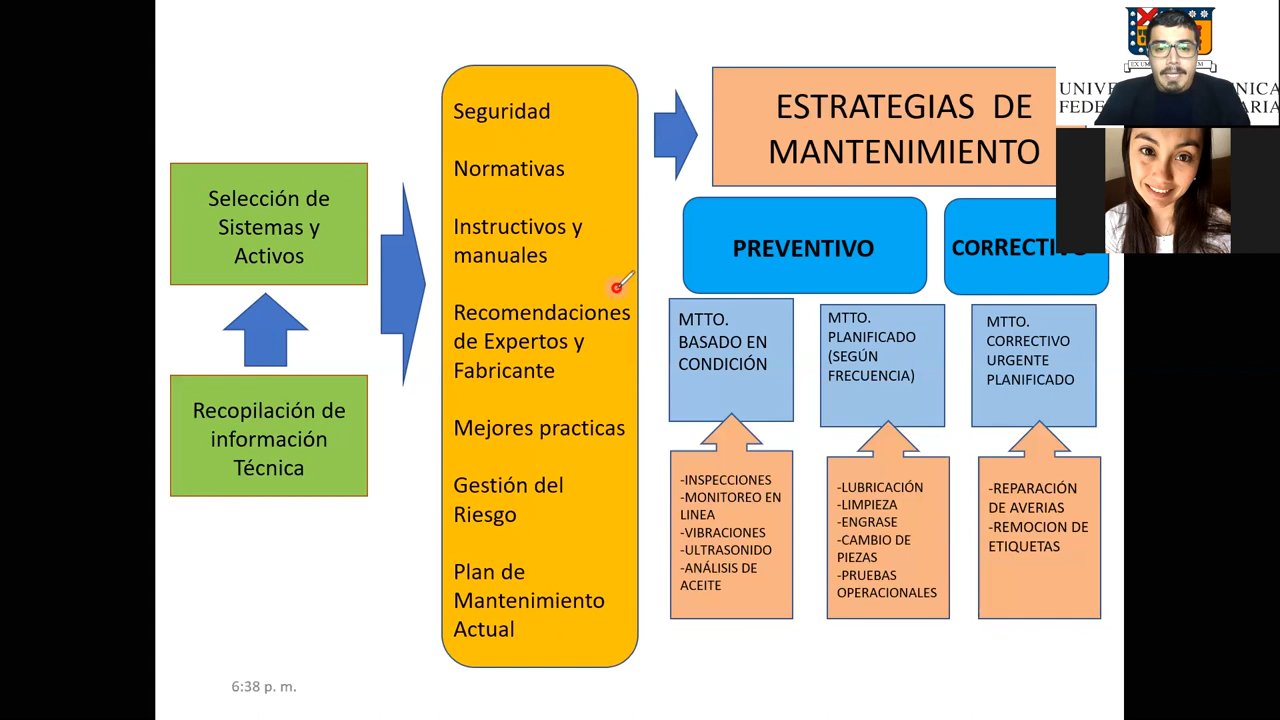 Selección de
Sistemas y
Activos
Recopilación de
información
Técnica
Seguridad
Normativas
Instructivos y
manuales
Recomendaciones
de Expertos y
Fabricante
Mejores practicas
Gestión del
Riesgo
Plan de
Mantenimiento
Actual
ESTRATEGIAS DE
MANTENIMIENTO
PREVENTIVO
MTTO.
BASADO EN
CONDICIÓN
-INSPECCIONES
-MONITOREO EN
LINEA
-VIBRACIONES
-ULTRASONIDO
-ANÁLISIS DE
ACEITE
MTTO.
PLANIFICADO
(SEGÚN
FRECUENCIA)
-LUBRICACIÓN
-LIMPIEZA
-ENGRASE
-CAMBIO DE
PIEZAS
-PRUEBAS
OPERACIONALES
CORRECTIVO
MTTO.
CORRECTIVO
URGENTE
PLANIFICADO
-REPARACIÓN
DE AVERIAS
-REMOCION DE
ETIQUETAS
6:38 p. m.